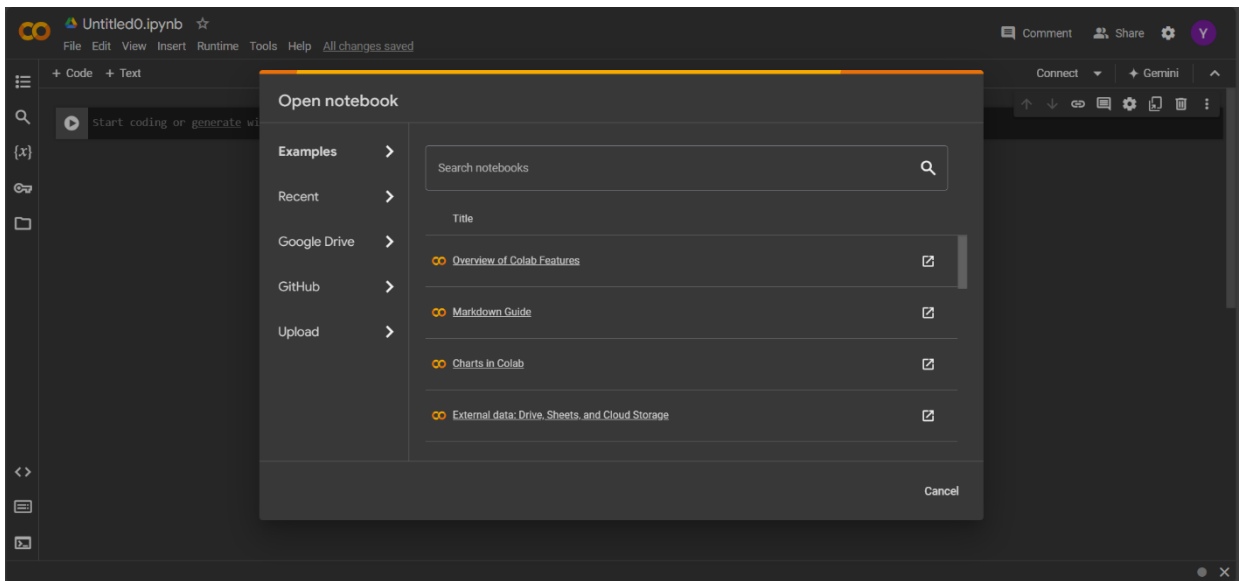 Untitled0.ipynb
File Edit View Insert Runtime Tools Help All changes saved
Comment Share Y
+ Code + Text
Connect Gemini
Start coding or generate wi
{x}
Open notebook
Examples
Recent
Google Drive
GitHub
Upload
Search notebooks
Title
Overview of Colab Features
Markdown Guide
Charts in Colab
External data: Drive, Sheets, and Cloud Storage
Cancel